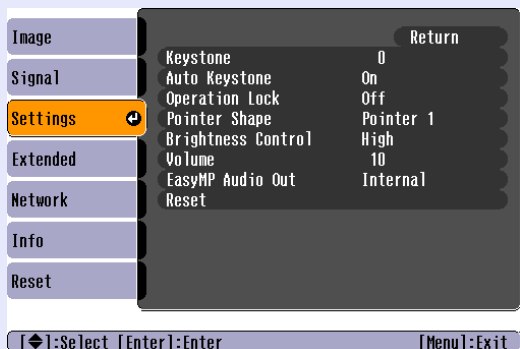 Image
Signal
Settings
Extended
Network
Info
Reset
Return
Keystone 0
Auto Keystone On
Operation Lock Off
Pointer Shape Pointer 1
Brightness Control High
Volume 10
EasyMP Audio Out Internal
Reset
[◆]:Select [Enter]:Enter [Menu]:Exit